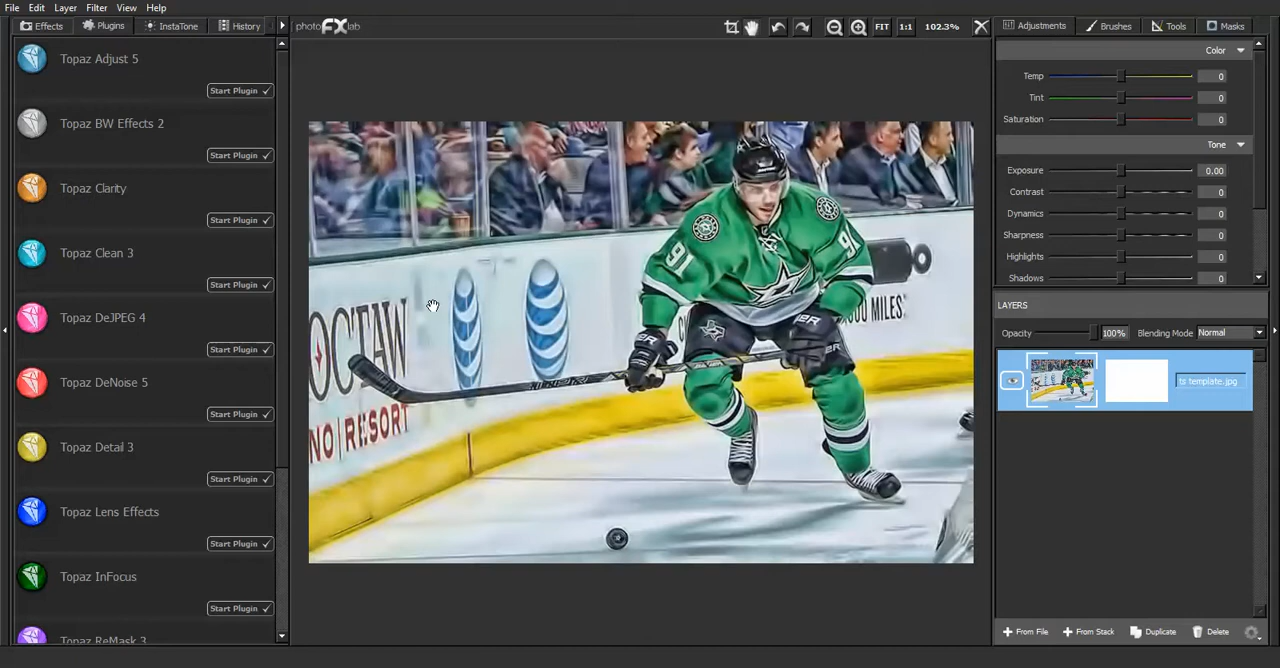 File Edit Layer Filter View Help
Effects Plugins InstaTone History
photo FX lab
FIT 1:1 102.3%
Adjustments Brushes Tools Masks
Topaz Adjust 5
Start Plugin
Topaz BW Effects 2
Start Plugin
Topaz Clarity
Start Plugin
Topaz Clean 3
Start Plugin
Topaz DeJPEG 4
Start Plugin
Topaz DeNoise 5
Start Plugin
Topaz Detail 3
Start Plugin
Topaz Lens Effects
Start Plugin
Topaz InFocus
Start Plugin
Topaz ReMask 3
OCTAW
NO|RESORT
91
91
MILES
Color
Temp 0
Tint 0
Saturation 0
Tone
Exposure 0.00
Contrast 0
Dynamics 0
Sharpness 0
Highlights 0
Shadows 0
LAYERS
Opacity 100% Blending Mode Normal
ts template.jpg
From File From Stack Duplicate Delete